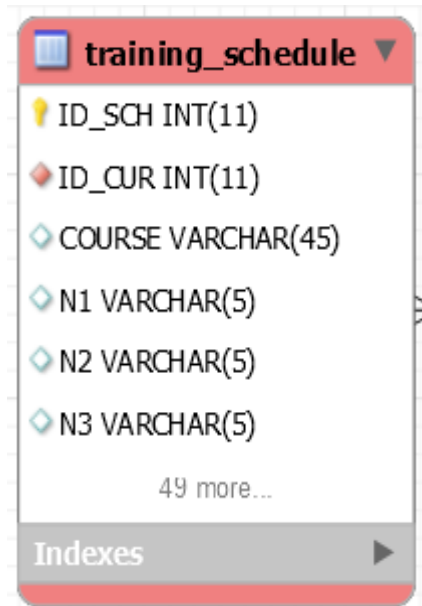 training_schedule
ID_SCH INT(11)
ID_CUR INT(11)
COURSE VARCHAR(45)
N1 VARCHAR(5)
N2 VARCHAR(5)
N3 VARCHAR(5)
49 more...
Indexes